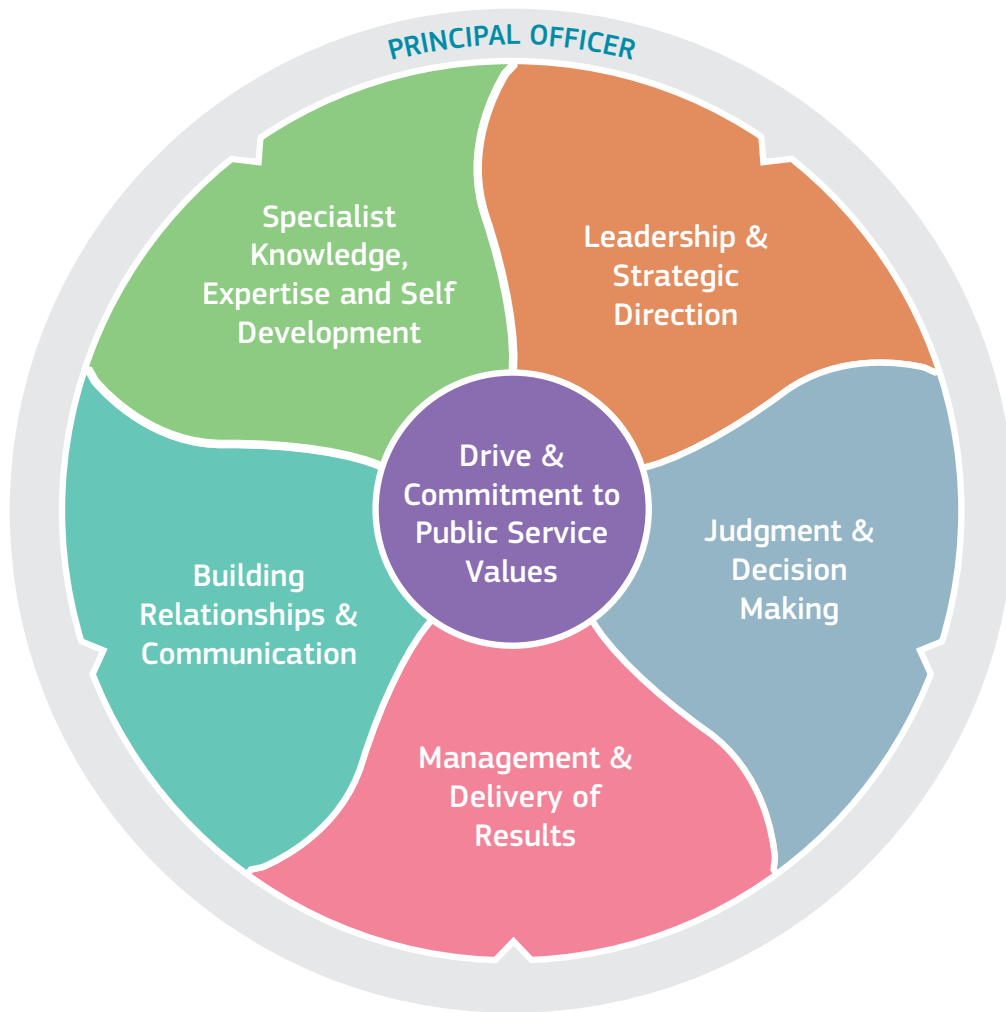 PRINCIPAL OFFICER
Specialist
Knowledge,
Expertise and Self
Development
Leadership &
Strategic
Direction
Drive &
Commitment to
Public Service
Values
Judgment &
Decision
Making
Building
Relationships &
Communication
Management &
Delivery of
Results